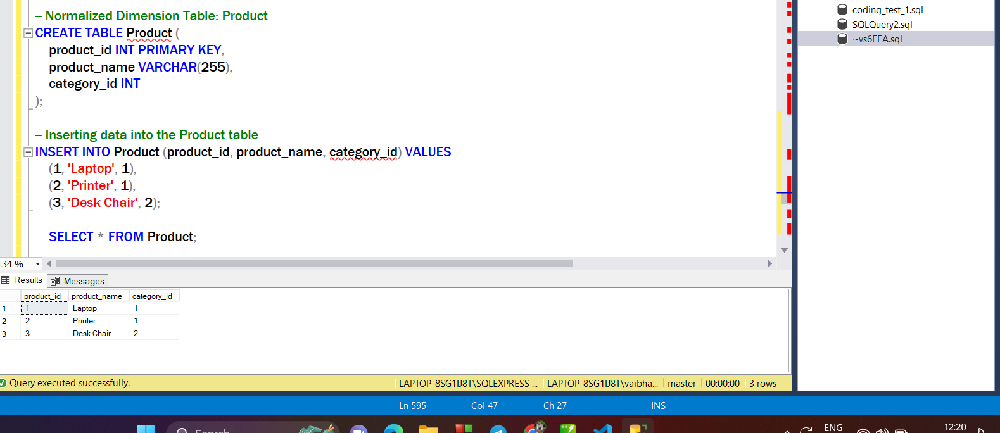 – Normalized Dimension Table: Product
CREATE TABLE Product (
product_id INT PRIMARY KEY,
product_name VARCHAR(255),
category_id INT
);
– Inserting data into the Product table
INSERT INTO Product (product_id, product_name, category_id) VALUES
(1, 'Laptop', 1),
(2, 'Printer', 1),
(3, 'Desk Chair', 2);
SELECT * FROM Product;
134 %
Results Messages
product_id product_name category_id
1 1 Laptop 1
2 2 Printer 1
3 3 Desk Chair 2
Query executed successfully. LAPTOP-8SG1IJ8T\SQLEXPRESS ... LAPTOP-8SG1IJ8T\vaibha... master 00:00:00 3 rows
Ln 595 Col 47 Ch 27 INS
coding_test_1.sql
SQLQuery2.sql
~vs6EEA.sql
Search ENG 12:20